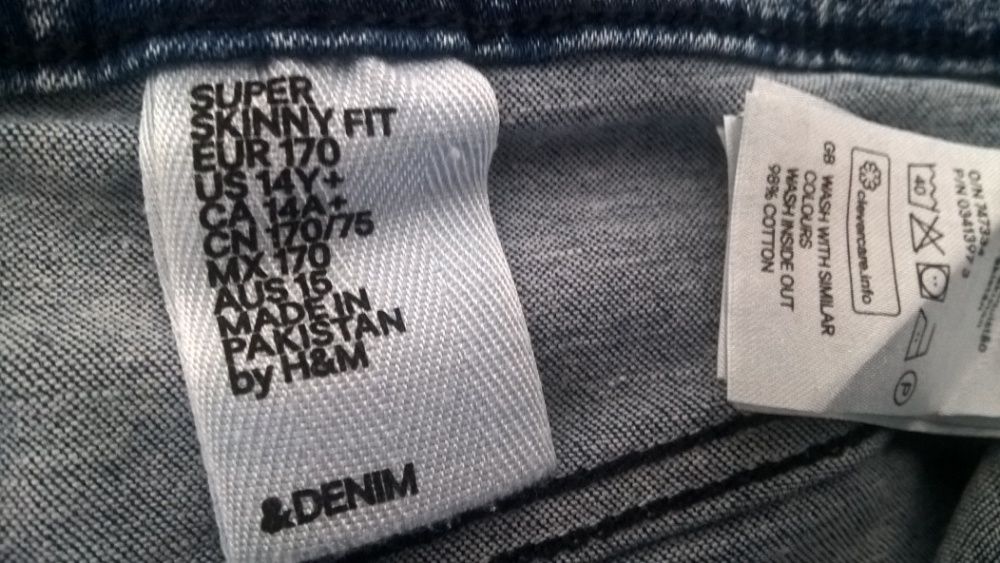 SUPER
SKINNY FIT
EUR 170
US 14Y+
CA 14A+
CN 170/75
MX 170
AUS 15
MADE IN
PAKISTAN
by H&M
&DENIM
GB WASH WITH SIMILAR
COLOURS
WASH INSIDE OUT
98% COTTON
clevercare.info
40
P